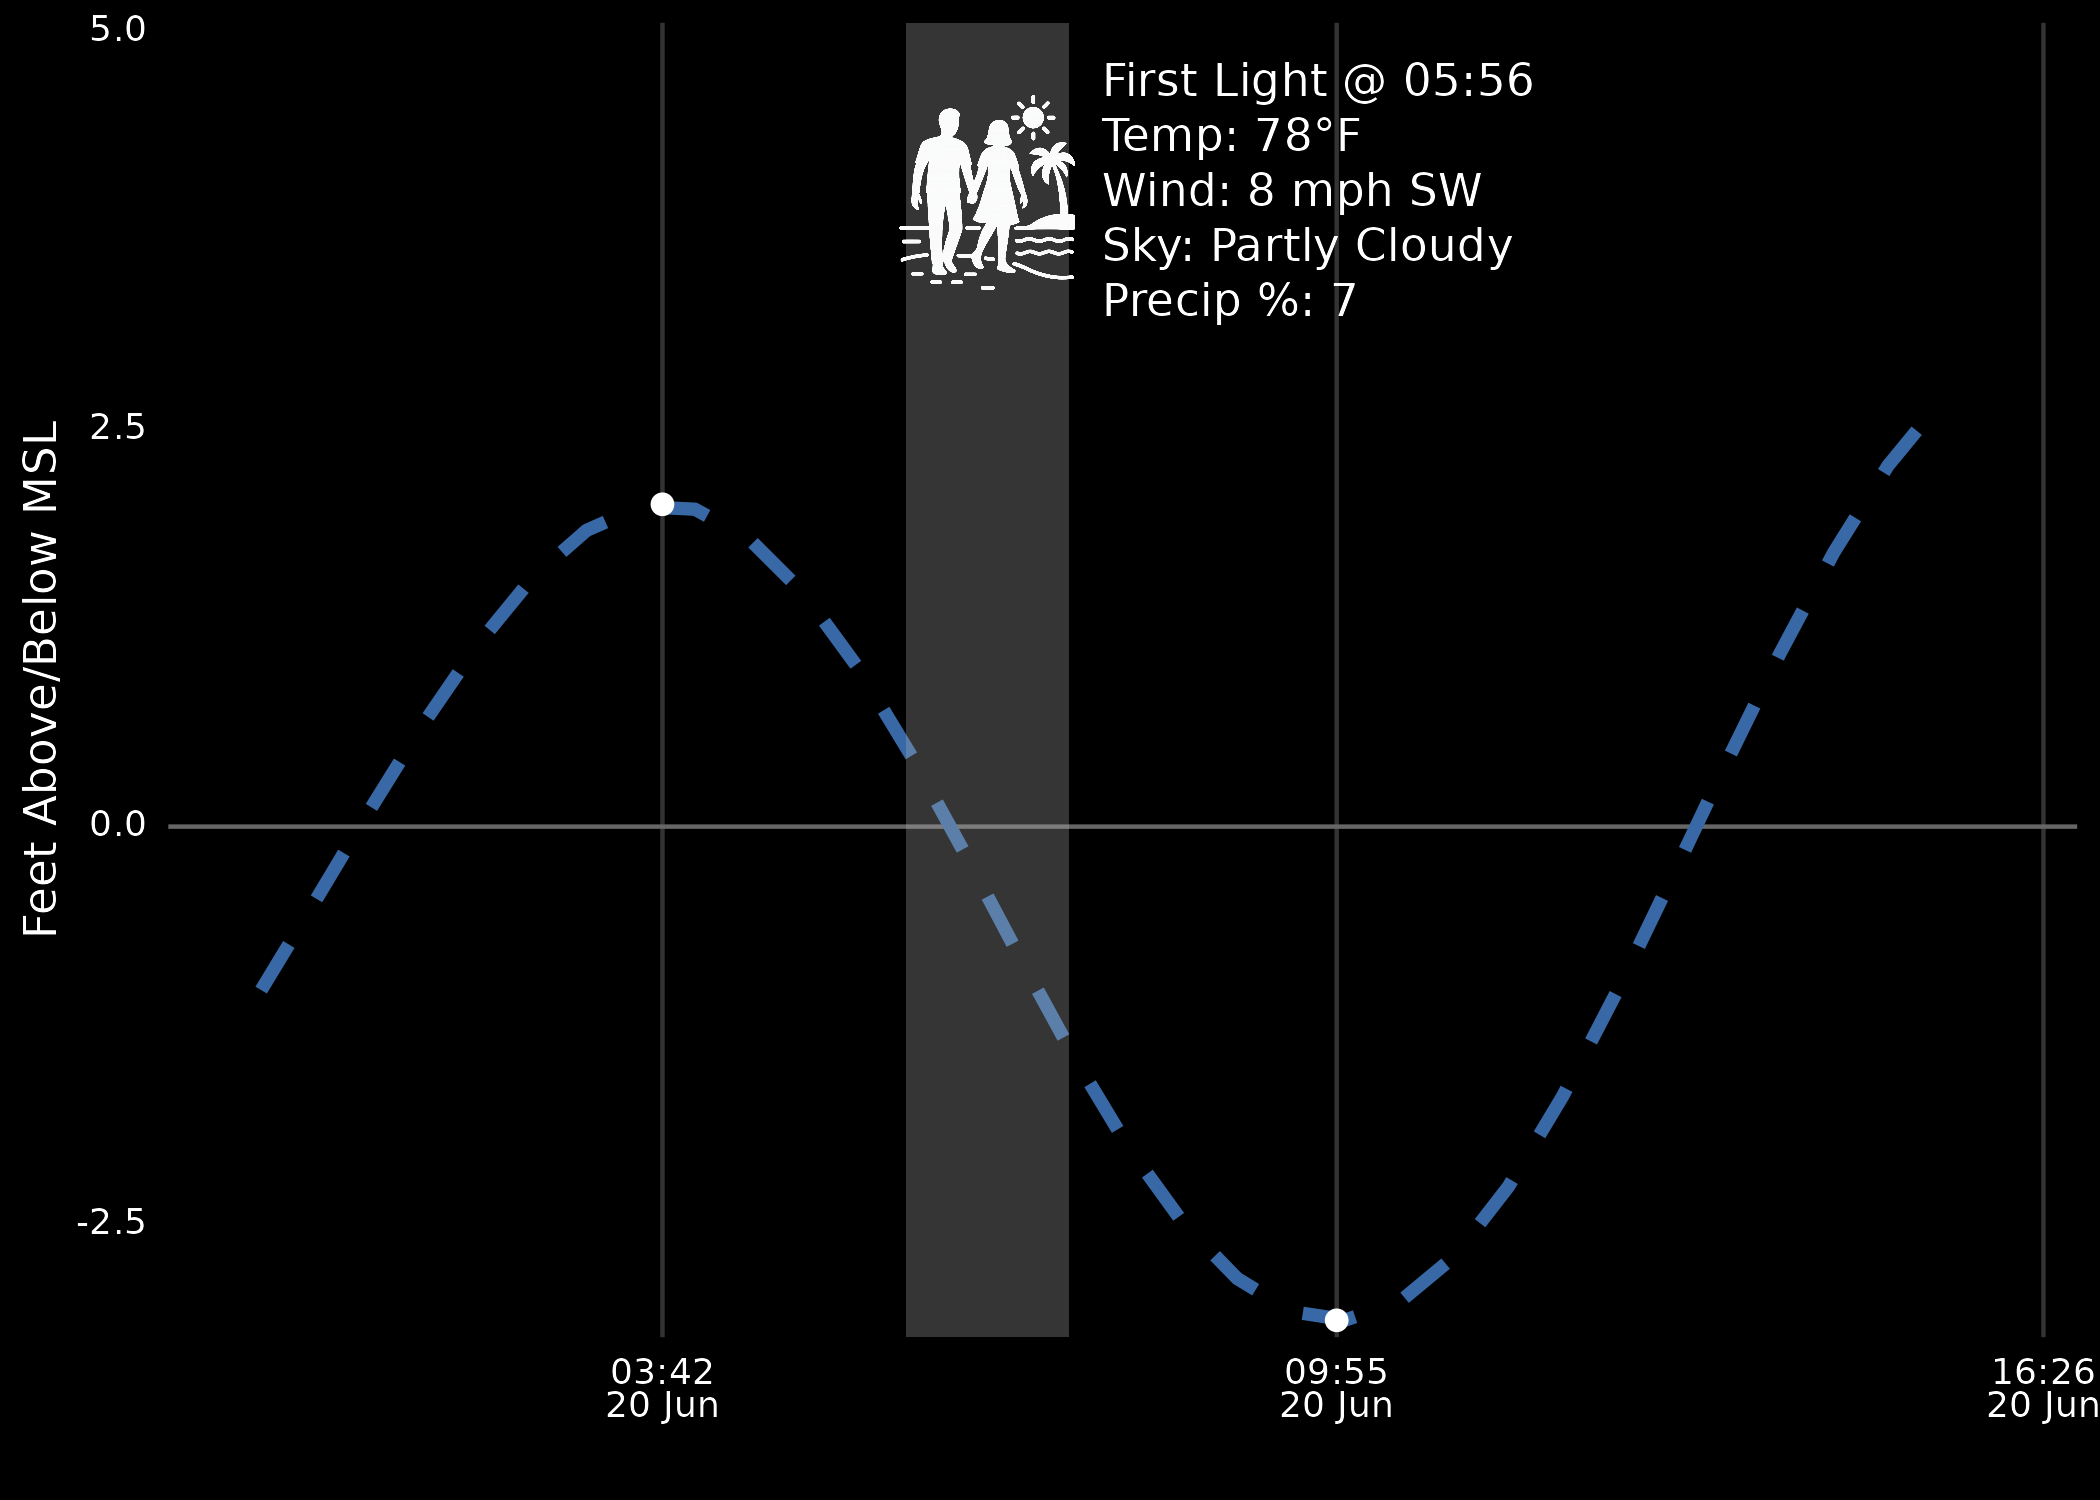 5.0
First Light @ 05:56
Temp: 78°F
Wind: 8 mph SW
Sky: Partly Cloudy
Precip %: 7
2.5
Feet Above/Below MSL
0.0
-2.5
03:42
20 Jun
09:55
20 Jun
16:26
20 Jun